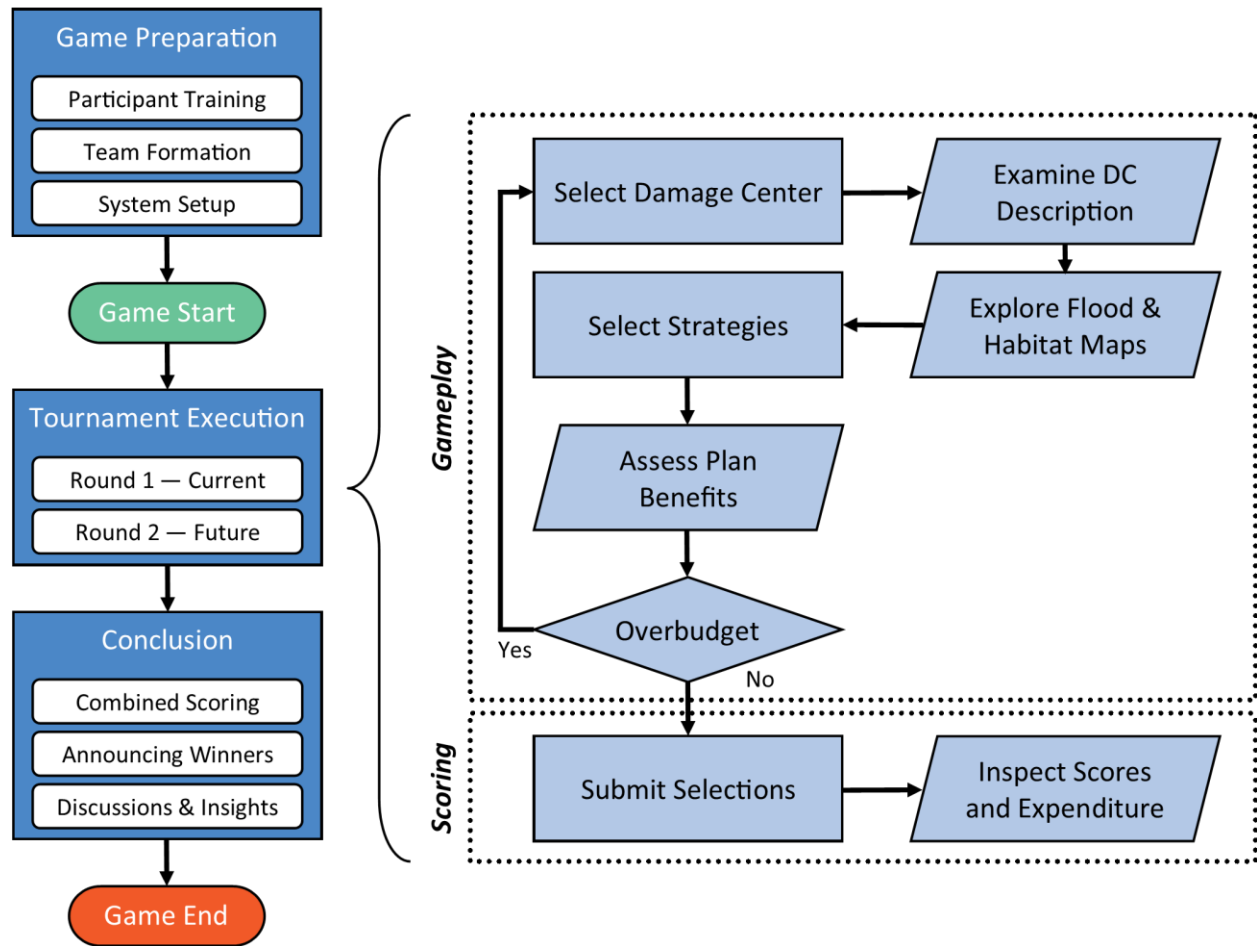 Game Preparation
Participant Training
Team Formation
System Setup
Game Start
Tournament Execution
Round 1 — Current
Round 2 — Future
Conclusion
Combined Scoring
Announcing Winners
Discussions & Insights
Game End
Gameplay
Select Damage Center
Examine DC
Description
Explore Flood &
Habitat Maps
Select Strategies
Assess Plan
Benefits
Overbudget
Yes
No
Scoring
Submit Selections
Inspect Scores
and Expenditure